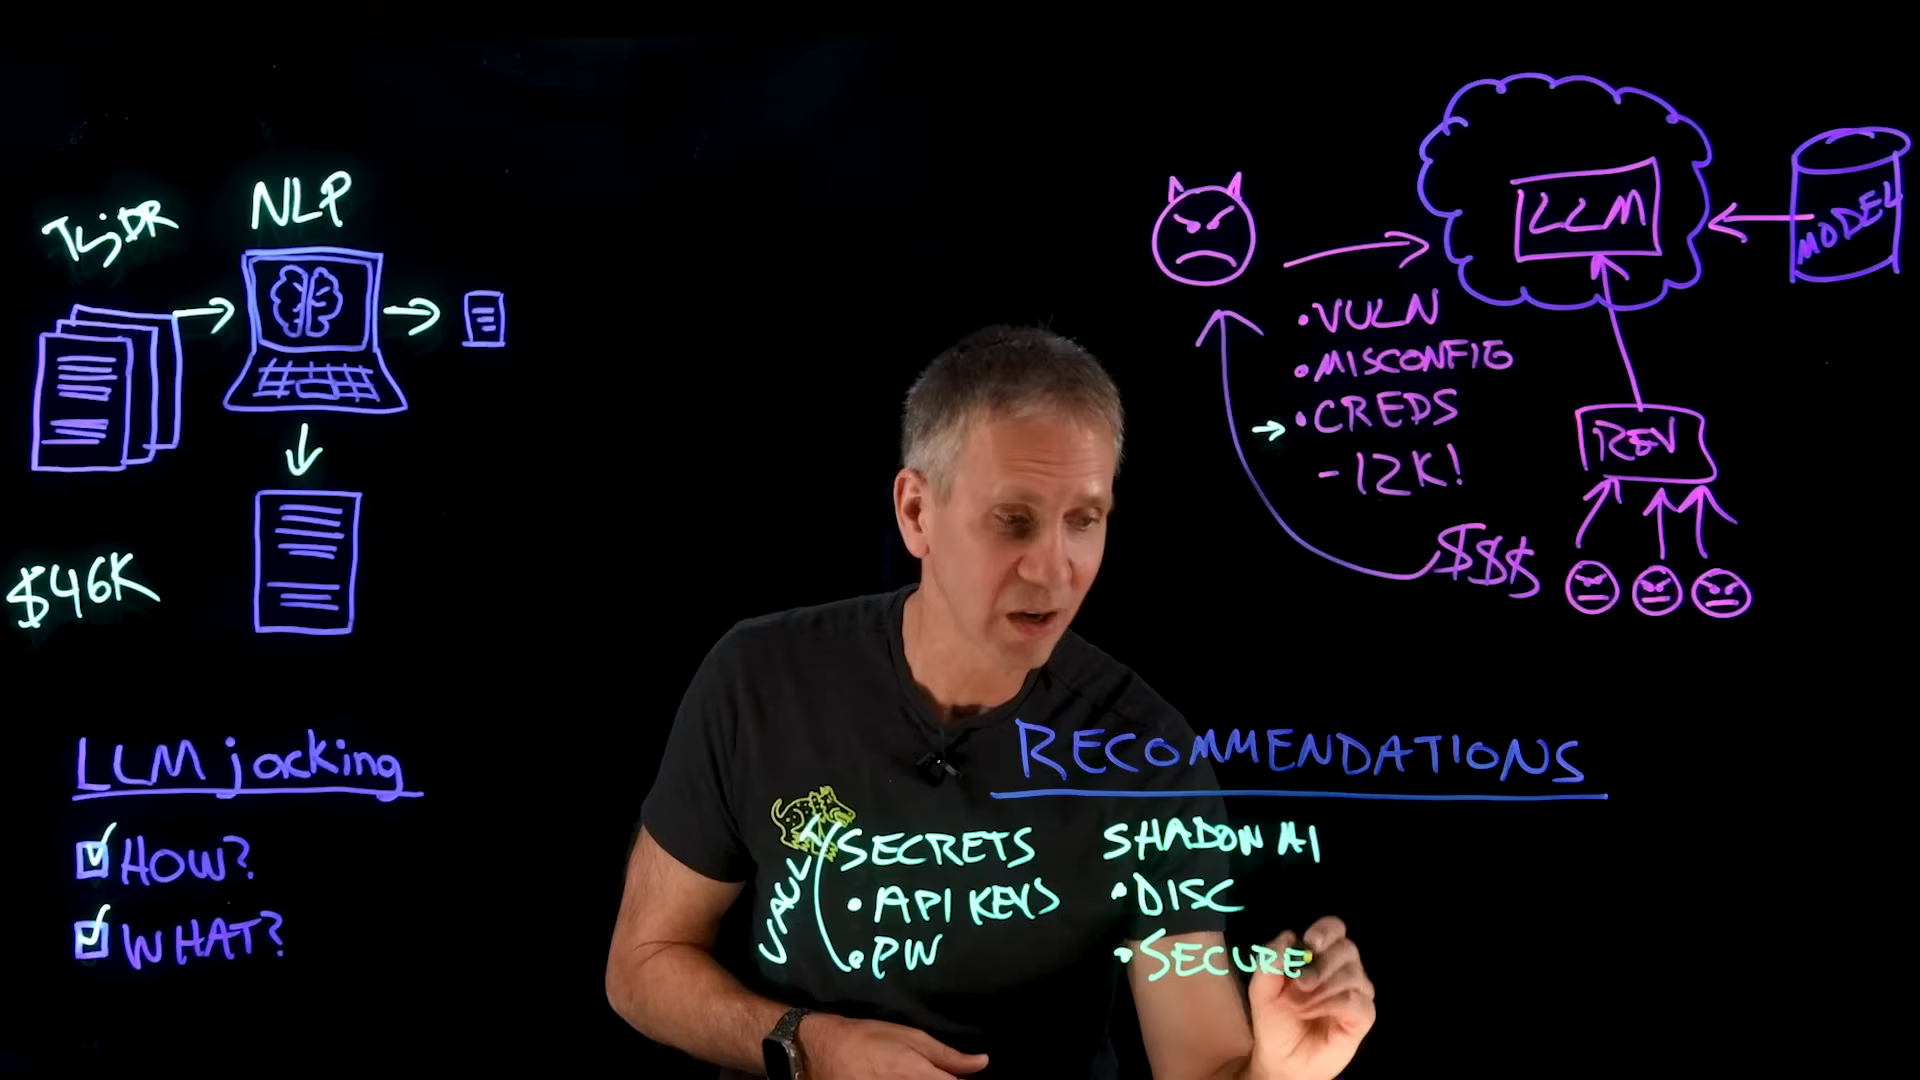 TL;DR
NLP
$46K
LLM jacking
HOW?
WHAT?
LLM
MODEL
• VULN
• MISCONFIG
• CREDS
- 12K!
REV
$$$
RECOMMENDATIONS
VAULT
SECRETS
• API KEYS
• PW
SHADOW AI
• DISC
• SECURE